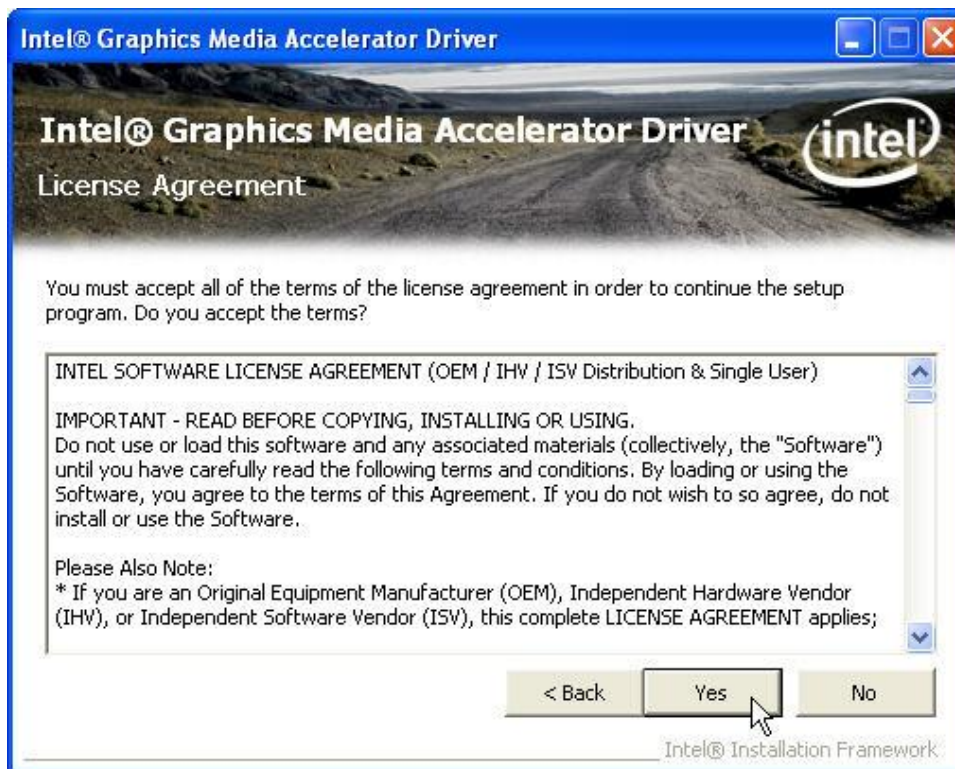 Intel® Graphics Media Accelerator Driver
Intel® Graphics Media Accelerator Driver
intel
License Agreement
You must accept all of the terms of the license agreement in order to continue the setup
program. Do you accept the terms?
INTEL SOFTWARE LICENSE AGREEMENT (OEM / IHV / ISV Distribution & Single User)
IMPORTANT - READ BEFORE COPYING, INSTALLING OR USING.
Do not use or load this software and any associated materials (collectively, the "Software")
until you have carefully read the following terms and conditions. By loading or using the
Software, you agree to the terms of this Agreement. If you do not wish to so agree, do not
install or use the Software.
Please Also Note:
* If you are an Original Equipment Manufacturer (OEM), Independent Hardware Vendor
(IHV), or Independent Software Vendor (ISV), this complete LICENSE AGREEMENT applies;
< Back Yes No
Intel® Installation Framework